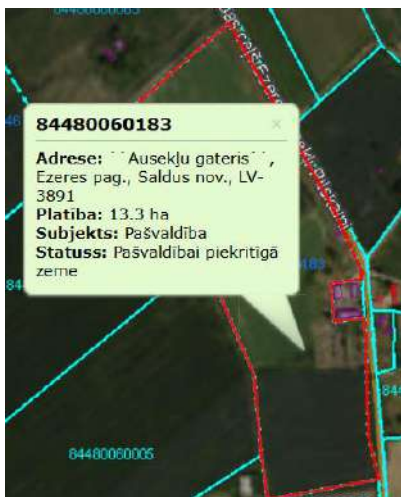 84480060183
Adrese: ``Ausekļu gateris``,
Ezeres pag., Saldus nov., LV-
3891
Platība: 13.3 ha
Subjekts: Pašvaldība
Statuss: Pašvaldībai piekritīgā
zeme
183
84480060005